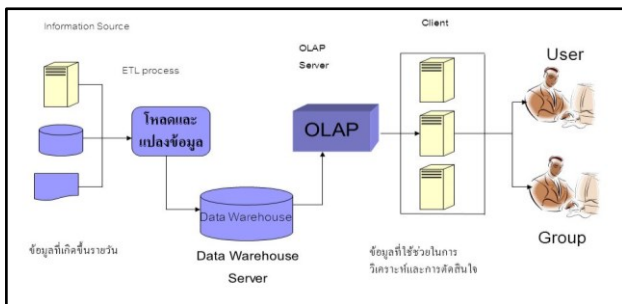 Information Source
ETL process
โหลดและ
แปลงข้อมูล
Data Warehouse
Data Warehouse
Server
ข้อมูลที่เกิดขึ้นรายวัน
OLAP
Server
OLAP
Client
ข้อมูลที่ใช้ช่วยในการ
วิเคราะห์และการตัดสินใจ
User
Group